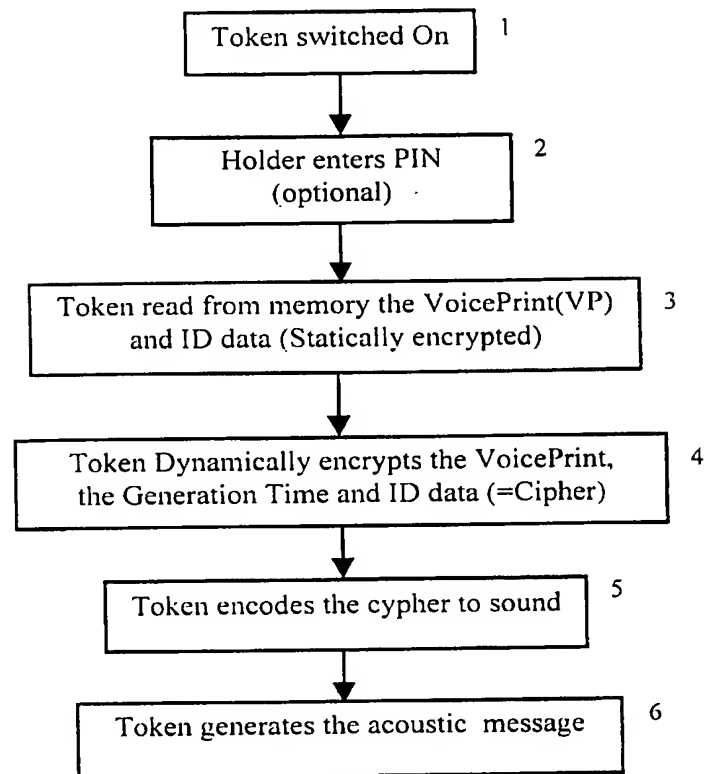 Token switched On
1
Holder enters PIN
(optional)
2
Token read from memory the VoicePrint(VP)
and ID data (Statically encrypted)
3
Token Dynamically encrypts the VoicePrint,
the Generation Time and ID data (=Cipher)
4
Token encodes the cypher to sound
5
Token generates the acoustic message
6